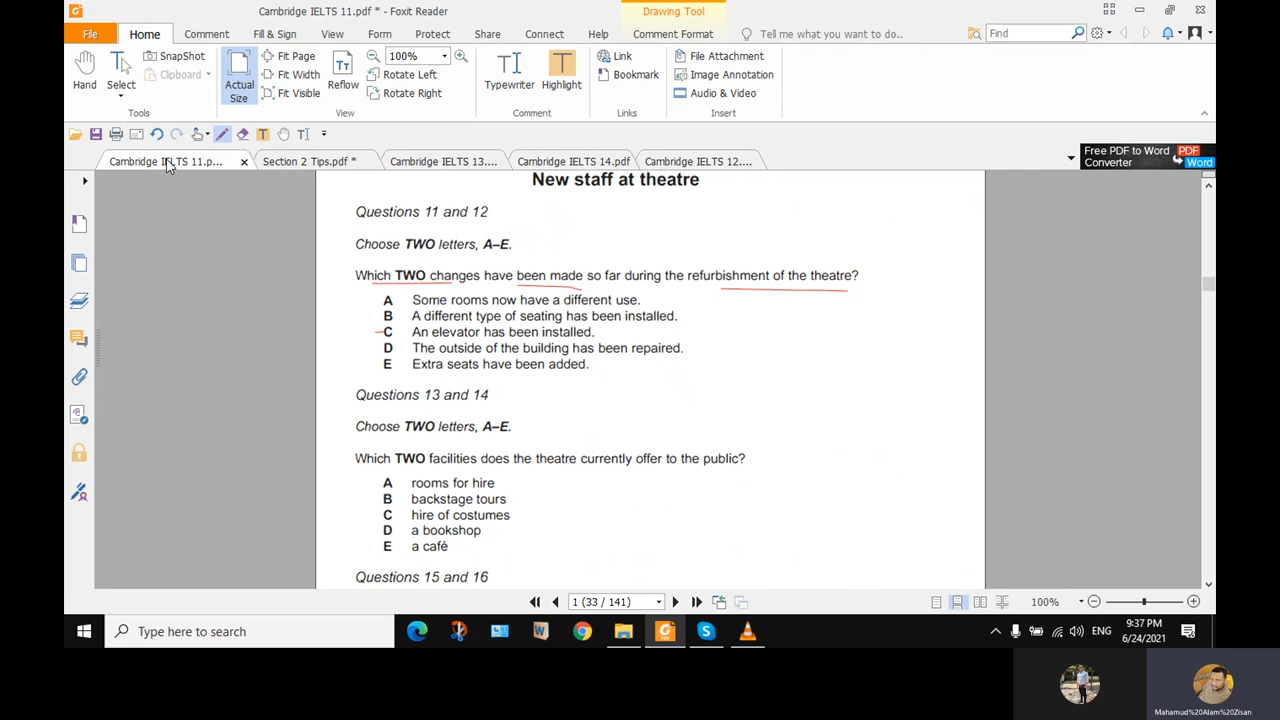 Cambridge IELTS 11.pdf * - Foxit Reader
Drawing Tool
File
Home
Comment
Fill & Sign
View
Form
Protect
Share
Connect
Help
Comment Format
Tell me what you want to do..
Find
Hand
Select
SnapShot
Clipboard
Actual
Size
Fit Page
Fit Width
Fit Visible
Reflow
100%
Rotate Left
Rotate Right
Typewriter
Highlight
Link
Bookmark
File Attachment
Image Annotation
Audio & Video
Tools
View
Comment
Links
Insert
Cambridge IELTS 11.p...
Section 2 Tips.pdf *
Cambridge IELTS 13....
Cambridge IELTS 14.pdf
Cambridge IELTS 12....
Free PDF to Word
Converter
PDF
Word
New staff at theatre
Questions 11 and 12
Choose TWO letters, A–E.
Which TWO changes have been made so far during the refurbishment of the theatre?
A Some rooms now have a different use.
B A different type of seating has been installed.
C An elevator has been installed.
D The outside of the building has been repaired.
E Extra seats have been added.
Questions 13 and 14
Choose TWO letters, A–E.
Which TWO facilities does the theatre currently offer to the public?
A rooms for hire
B backstage tours
C hire of costumes
D a bookshop
E a café
Questions 15 and 16
1 (33 / 141)
100%
Type here to search
ENG
9:37 PM
6/24/2021
Mahamud%20Alam%20Zisan